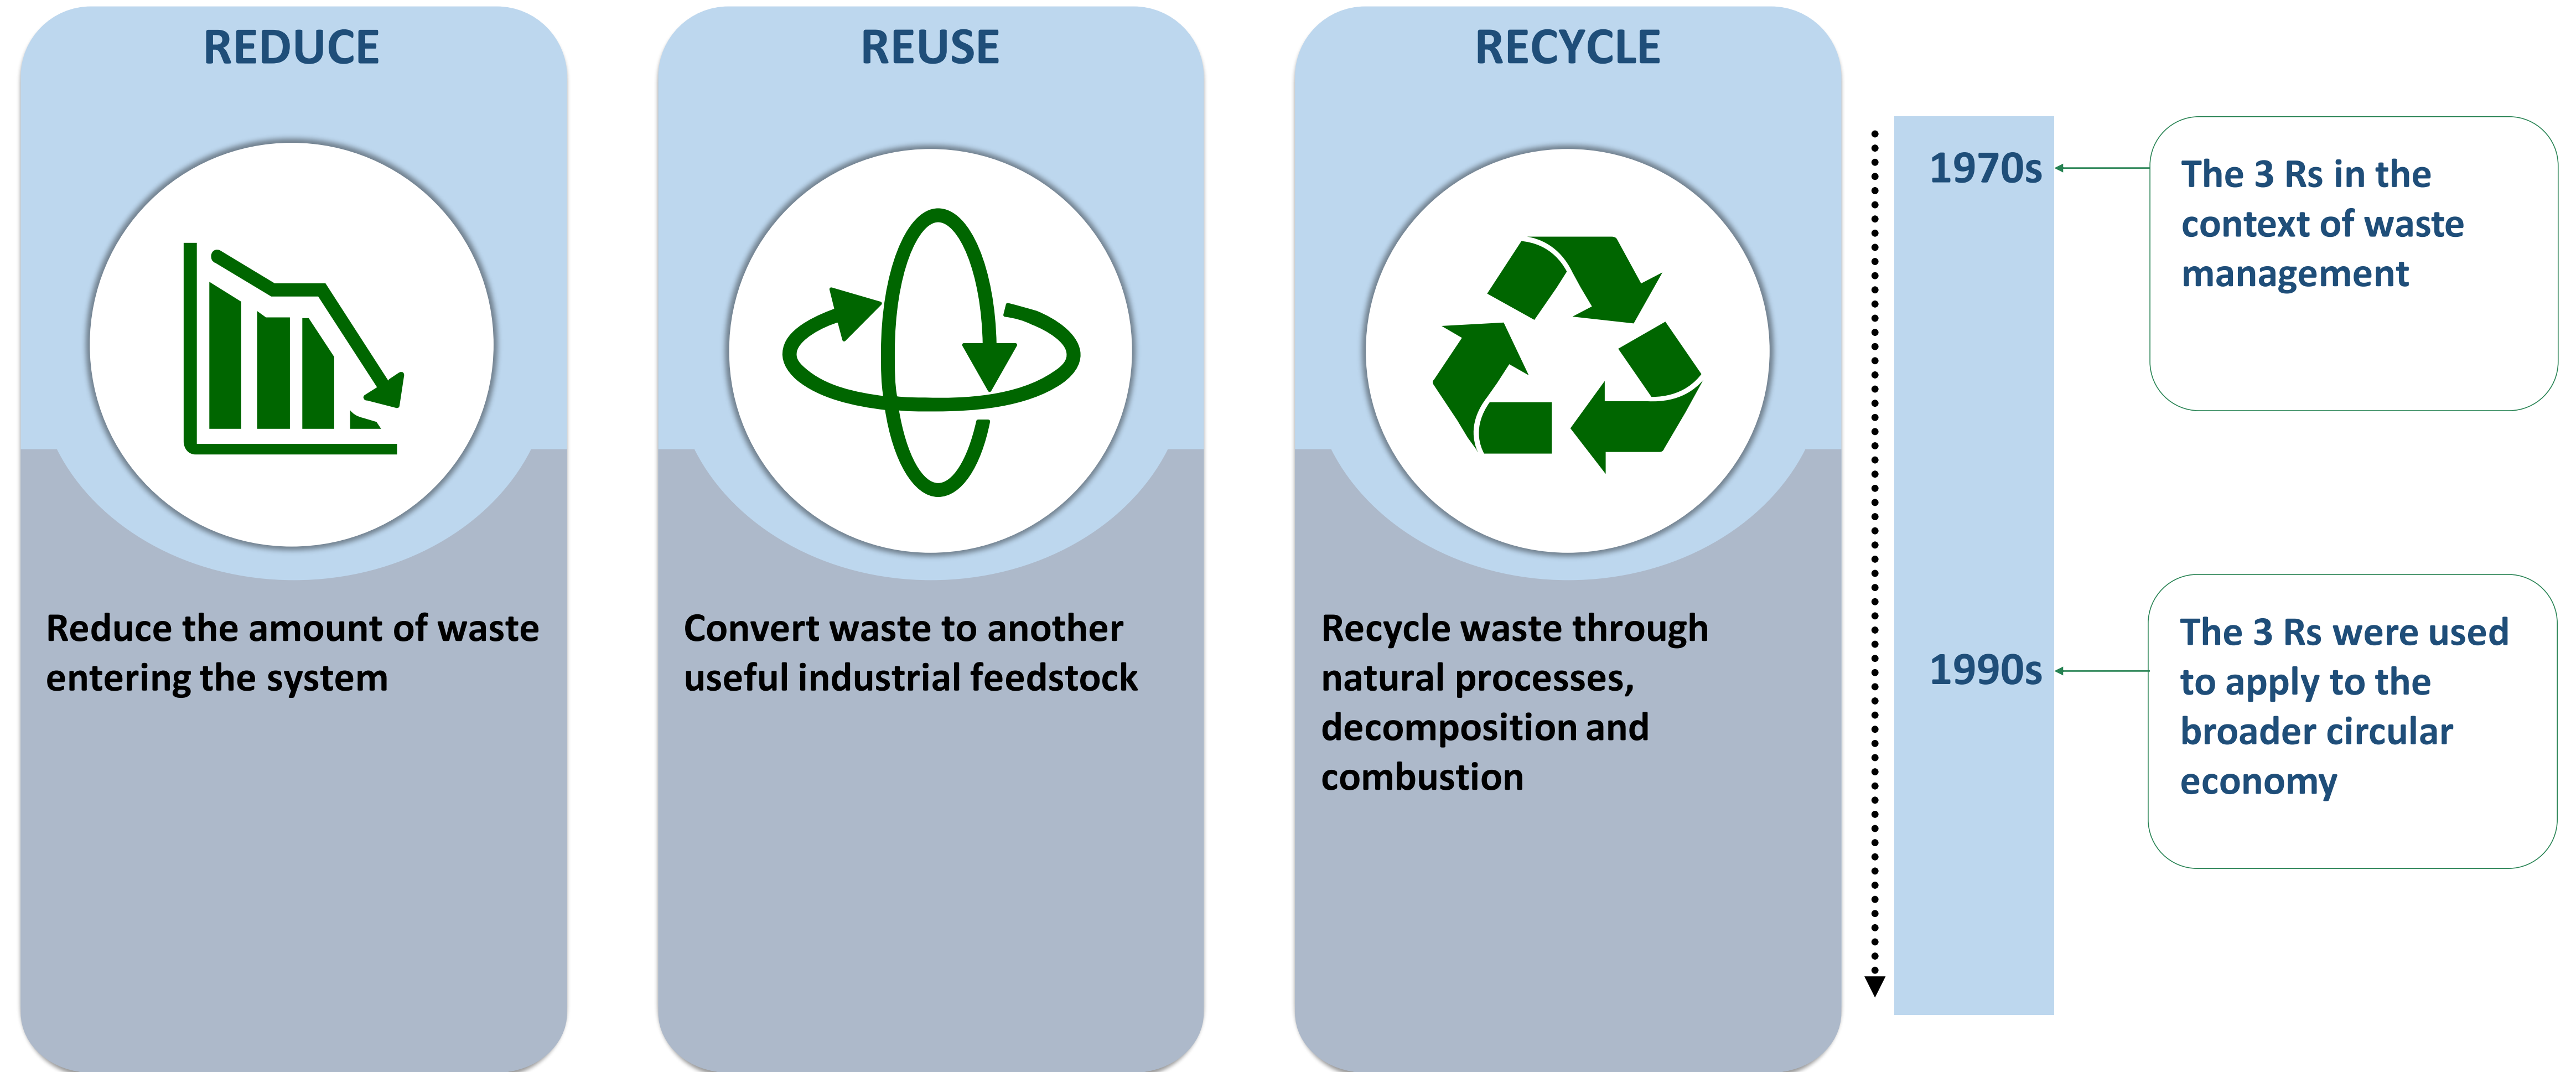 REDUCE
Reduce the amount of waste
entering the system
REUSE
Convert waste to another
useful industrial feedstock
RECYCLE
Recycle waste through
natural processes,
decomposition and
combustion
1970s
The 3 Rs in the
context of waste
management
1990s
The 3 Rs were used
to apply to the
broader circular
economy